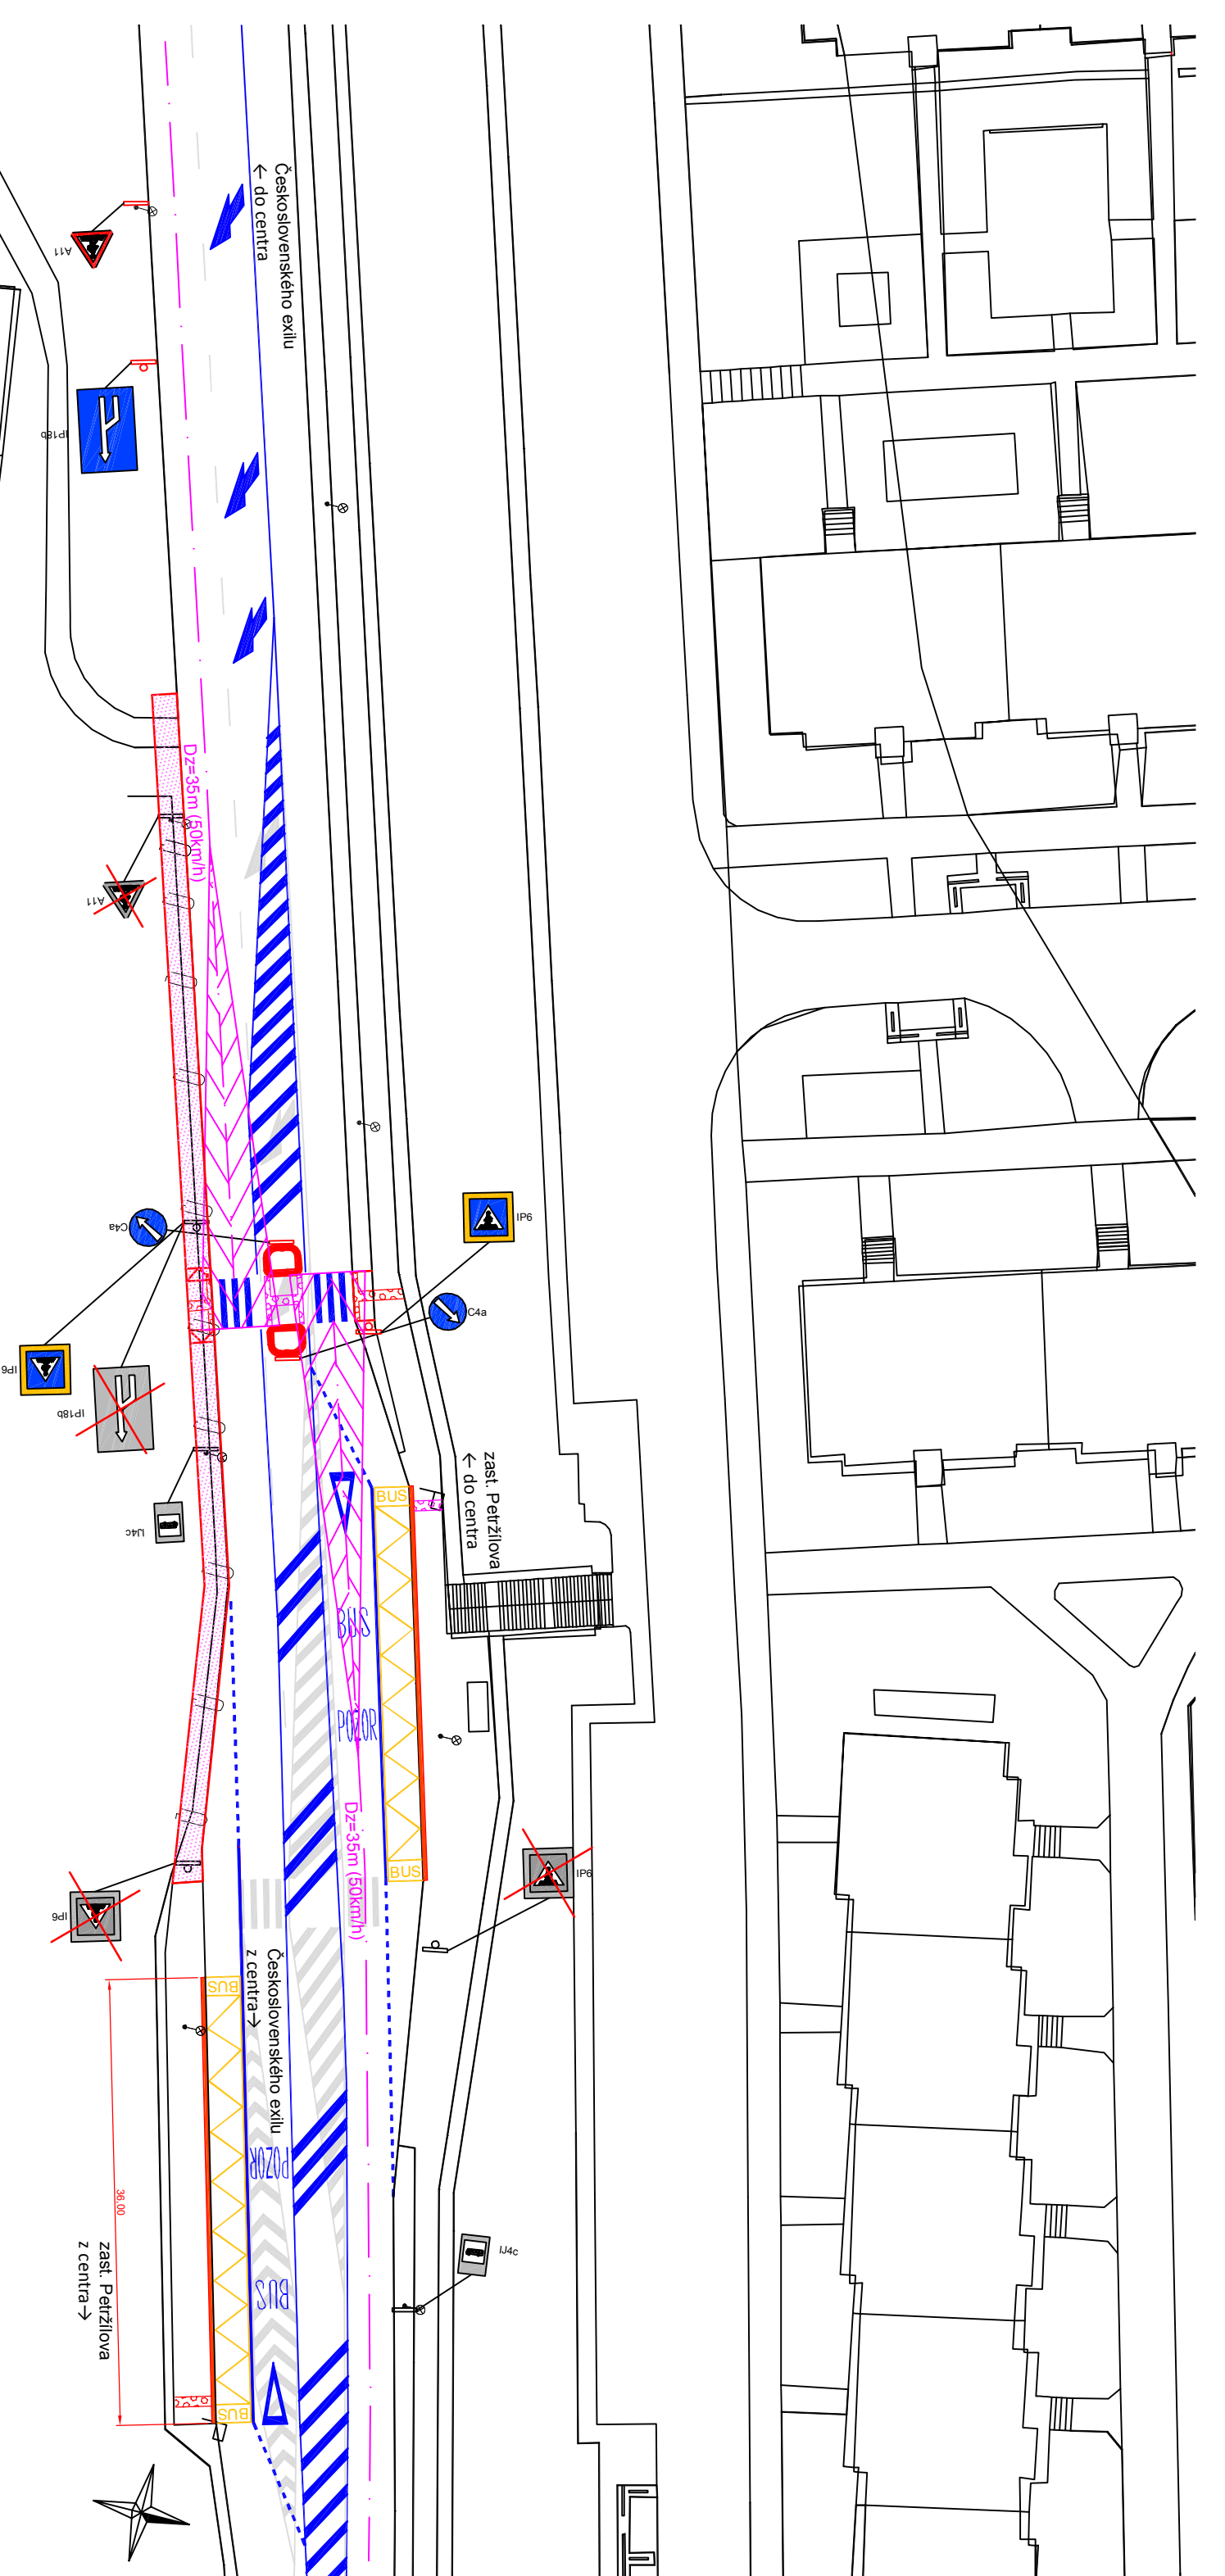 Československého exilu
← do centra
A11
IP18b
Dz=35m (50km/h)
A11
IP6
C4a
C4a
IP6
IP18b
BUS
zast. Petržílova
← do centra
IJ4c
BUS
POZOR
Dz=35m (50km/h)
BUS
IP6
IP6
Československého exilu
z centra→
BUS
POZOR
36,00
zast. Petržílova
z centra→
IJ4c
BUS
BUS